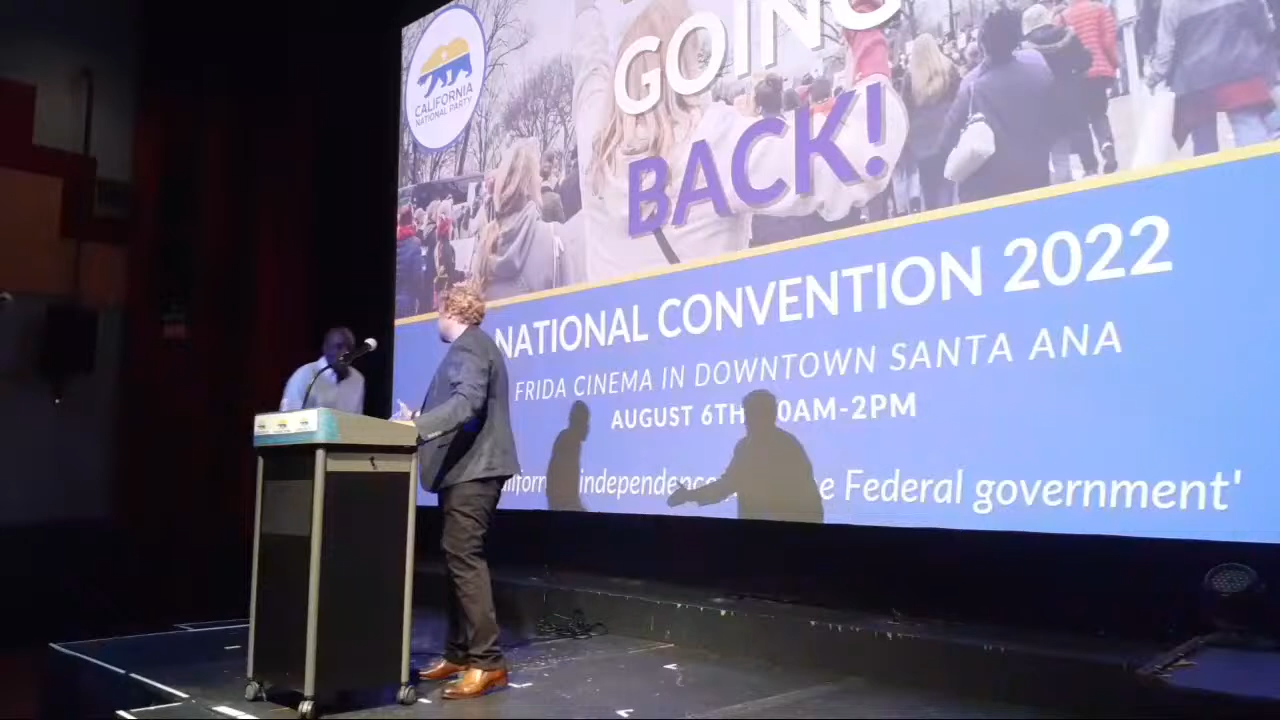 CALIFORNIA
NATIONAL PARTY
GOING
BACK!
NATIONAL CONVENTION 2022
FRIDA CINEMA IN DOWNTOWN SANTA ANA
AUGUST 6TH 0AM-2PM
independence e Federal government'